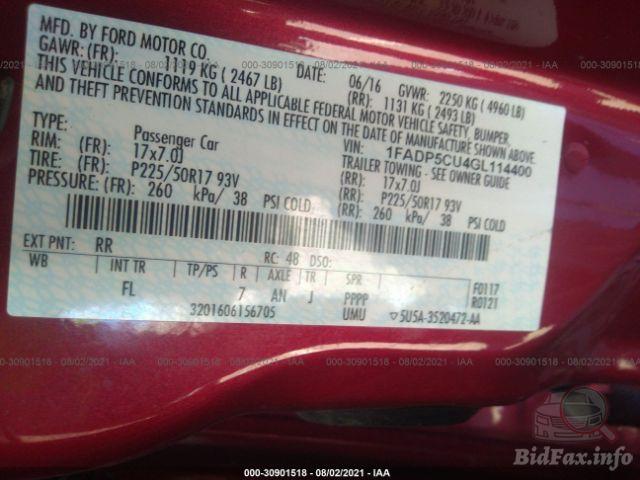 MFD. BY FORD MOTOR CO.
DATE: 06/16 GVWR: 2250 KG ( 4960 LB)
GAWR: (FR): 1119 KG ( 2467 LB) (RR): 1131 KG ( 2493 LB)
THIS VEHICLE CONFORMS TO ALL APPLICABLE FEDERAL MOTOR VEHICLE SAFETY, BUMPER,
AND THEFT PREVENTION STANDARDS IN EFFECT ON THE DATE OF MANUFACTURE SHOWN ABOVE.
VIN: 1FADP5CU4GL114400
TYPE: Passenger Car TRAILER TOWING - SEE OWNER GUIDE
RIM: (FR): 17x7.0J (RR): 17x7.0J
TIRE: (FR): P225/50R17 93V (RR): P225/50R17 93V
PRESSURE: (FR): 260 kPa/ 38 PSI COLD (RR): 260 kPa/ 38 PSI COLD
EXT PNT: RR RC: 48 DSO:
WB INT TR TP/PS R AXLE TR SPR F0117
FL 7 AN J PPPP R0121
3201606156705 UMU 5U5A-3520472-AA
000-30901518 - 08/02/2021 - IAA
BidFax.info